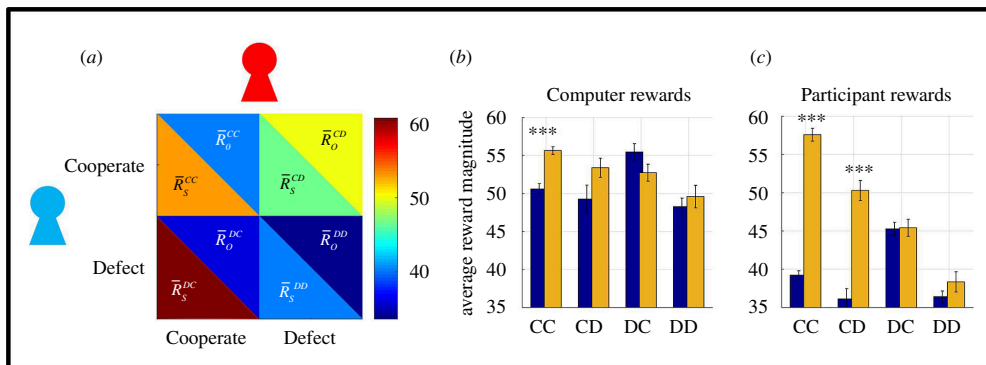 (a)
Cooperate
Defect
R̅_O^{CC}
R̅_S^{CC}
R̅_O^{CD}
R̅_S^{CD}
R̅_O^{DC}
R̅_S^{DC}
R̅_O^{DD}
R̅_S^{DD}
Cooperate Defect
60
50
40
(b)
Computer rewards
average reward magnitude
60
55
50
45
40
35
***
CC CD DC DD
(c)
Participant rewards
60
55
50
45
40
35
***
***
CC CD DC DD